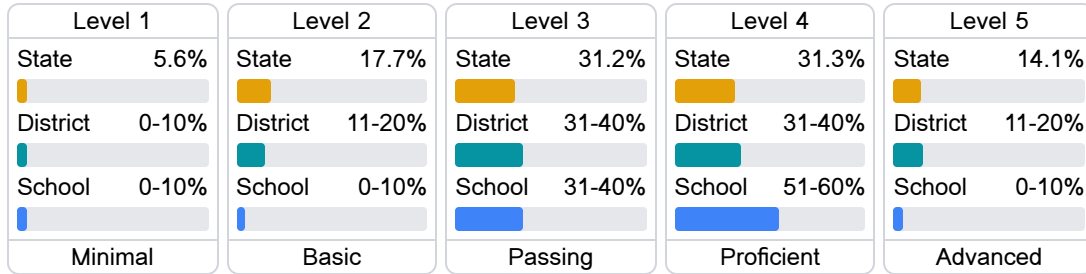 Level 1
State 5.6%
District 0-10%
School 0-10%
Minimal
Level 2
State 17.7%
District 11-20%
School 0-10%
Basic
Level 3
State 31.2%
District 31-40%
School 31-40%
Passing
Level 4
State 31.3%
District 31-40%
School 51-60%
Proficient
Level 5
State 14.1%
District 11-20%
School 0-10%
Advanced